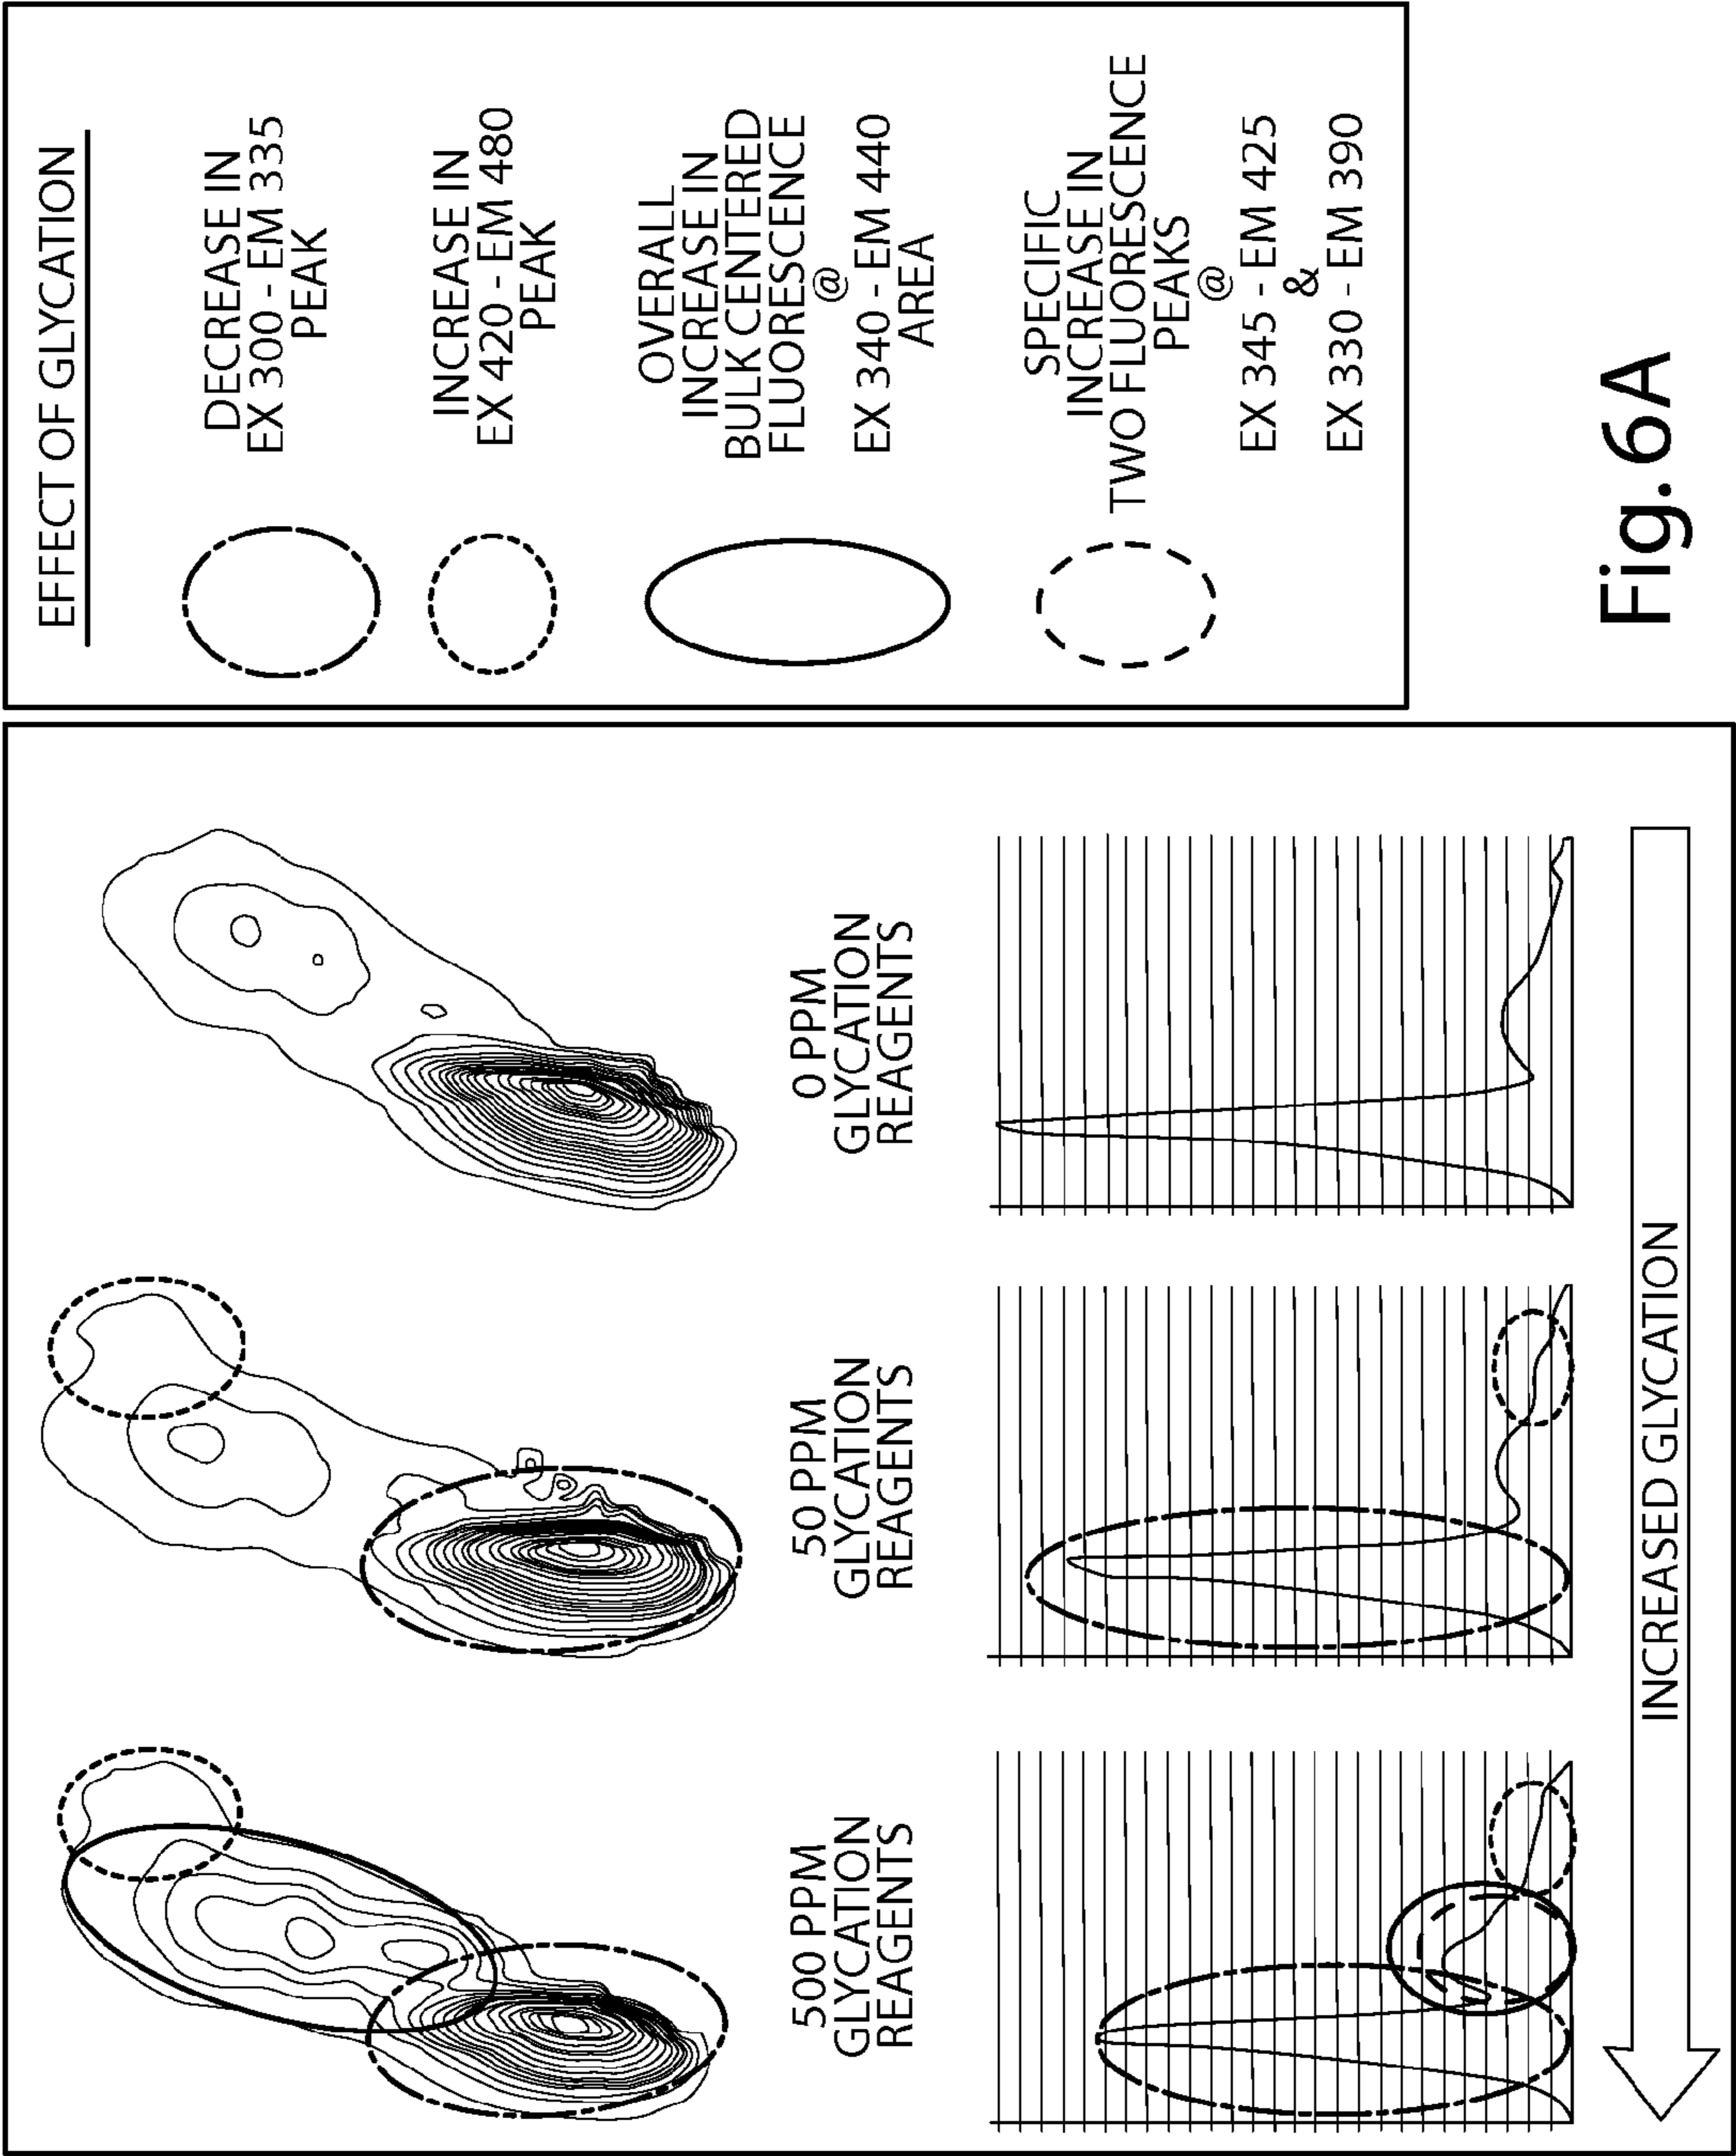 500 PPM
GLYCATION
REAGENTS
50 PPM
GLYCATION
REAGENTS
0 PPM
GLYCATION
REAGENTS
INCREASED GLYCATION
EFFECT OF GLYCATION
DECREASE IN
EX 300 - EM 335
PEAK
INCREASE IN
EX 420 - EM 480
PEAK
OVERALL
INCREASE IN
BULK CENTERED
FLUORESCENCE
@
EX 340 - EM 440
AREA
SPECIFIC
INCREASE IN
TWO FLUORESCENCE
PEAKS
@
EX 345 - EM 425
&
EX 330 - EM 390
Fig. 6A